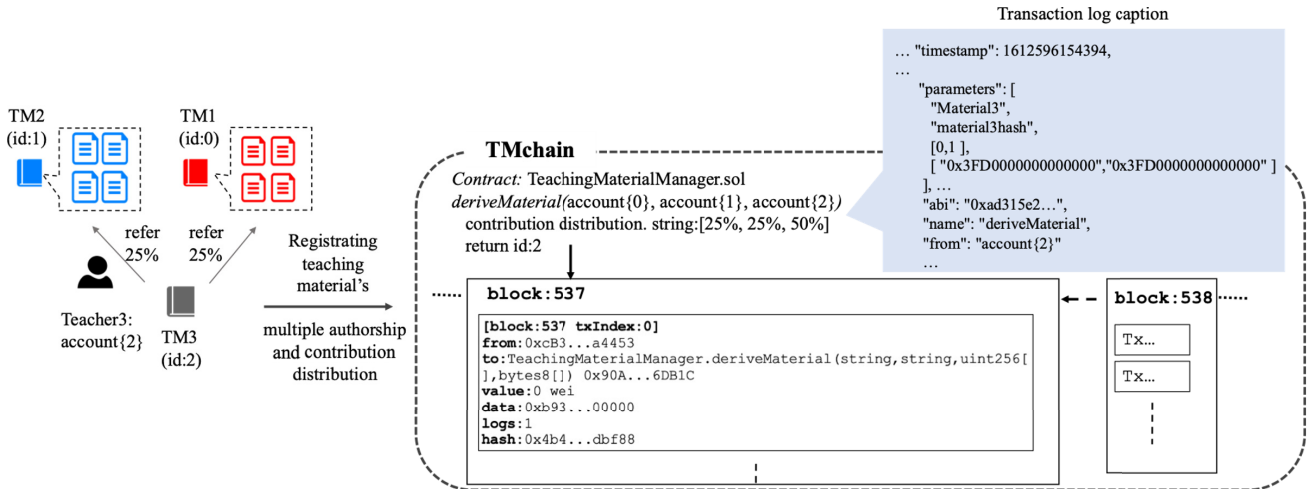 Transaction log caption
… "timestamp": 1612596154394,
…
"parameters": [
"Material3",
"material3hash",
[0,1 ],
[ "0x3FD0000000000000","0x3FD0000000000000" ]
], …
"abi": "0xad315e2…",
"name": "deriveMaterial",
"from": "account{2}"
…
TM2
(id:1)
TM1
(id:0)
refer
25%
refer
25%
Teacher3:
account{2}
TM3
(id:2)
Registrating
teaching
material's
multiple authorship
and contribution
distribution
TMchain
Contract: TeachingMaterialManager.sol
deriveMaterial(account{0}, account{1}, account{2})
contribution distribution. string:[25%, 25%, 50%]
return id:2
block:537
[block:537 txIndex:0]
from:0xcB3...a4453
to:TeachingMaterialManager.deriveMaterial(string,string,uint256[
],bytes8[]) 0x90A...6DB1C
value:0 wei
data:0xb93...00000
logs:1
hash:0x4b4...dbf88
block:538
Tx…
Tx…